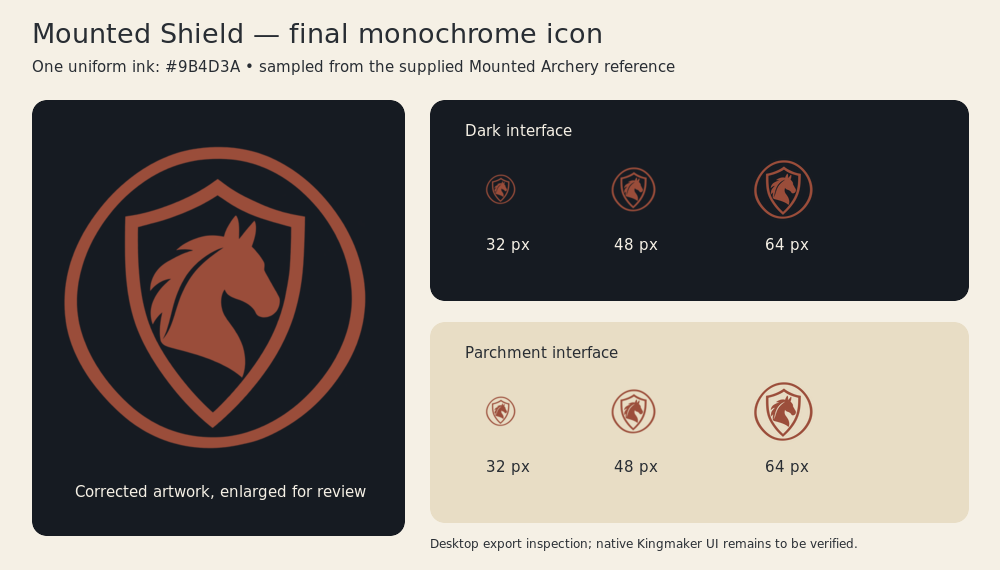 Mounted Shield — final monochrome icon
One uniform ink: #9B4D3A • sampled from the supplied Mounted Archery reference
Corrected artwork, enlarged for review
Dark interface
32 px
48 px
64 px
Parchment interface
32 px
48 px
64 px
Desktop export inspection; native Kingmaker UI remains to be verified.